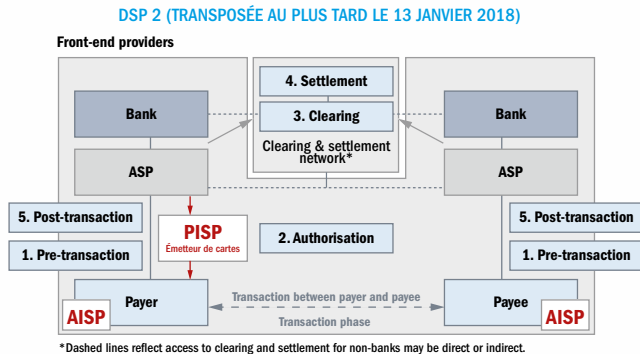 DSP 2 (TRANSPOSÉE AU PLUS TARD LE 13 JANVIER 2018)
Front-end providers
4. Settlement
3. Clearing
Clearing & settlement
network*
Bank
Bank
ASP
ASP
5. Post-transaction
1. Pre-transaction
PISP
Émetteur de cartes
2. Authorisation
5. Post-transaction
1. Pre-transaction
Payer
AISP
Transaction between payer and payee
Transaction phase
Payee
AISP
*Dashed lines reflect access to clearing and settlement for non-banks may be direct or indirect.